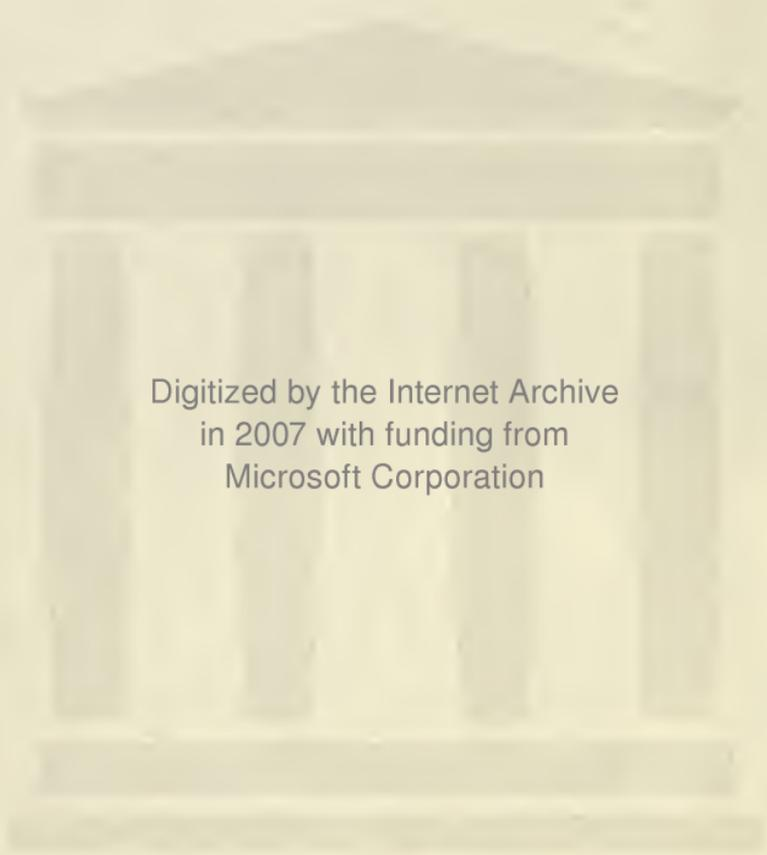 Digitized by the Internet Archive
in 2007 with funding from
Microsoft Corporation